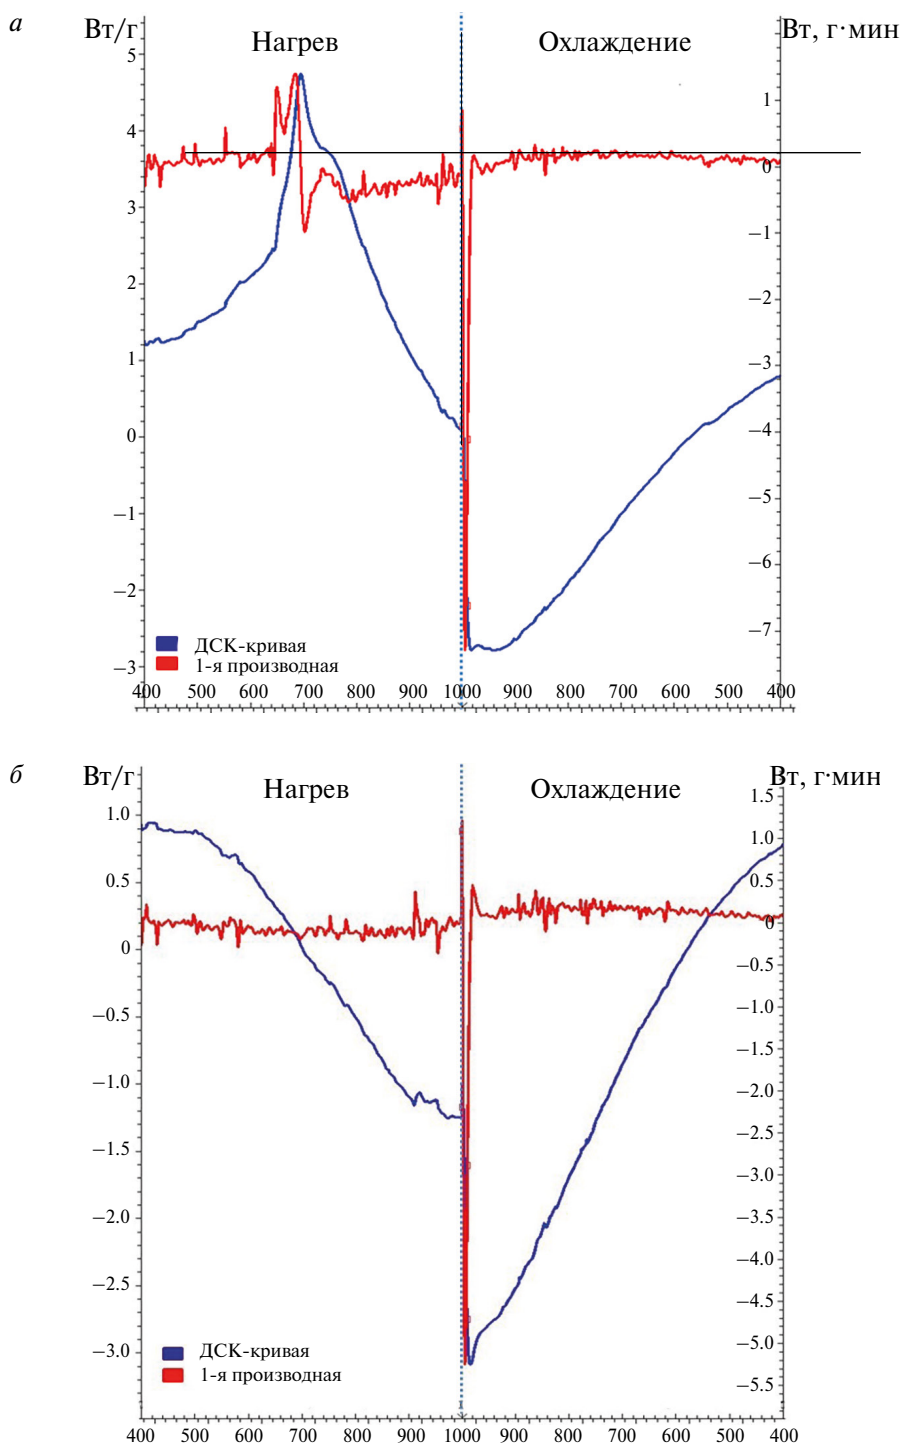 а
Вт/г
Нагрев
Охлаждение
Вт, г·мин
5
4
3
2
1
0
−1
−2
−3
1
0
−1
−2
−3
−4
−5
−6
−7
ДСК-кривая
1-я производная
400 500 600 700 800 900 1000 900 800 700 600 500 400
б
Вт/г
Нагрев
Охлаждение
Вт, г·мин
1.0
0.5
0
−0.5
−1.0
−1.5
−2.0
−2.5
−3.0
1.5
1.0
0.5
0
−0.5
−1.0
−1.5
−2.0
−2.5
−3.0
−3.5
−4.0
−4.5
−5.0
−5.5
ДСК-кривая
1-я производная
400 500 600 700 800 900 1000 900 800 700 600 500 400